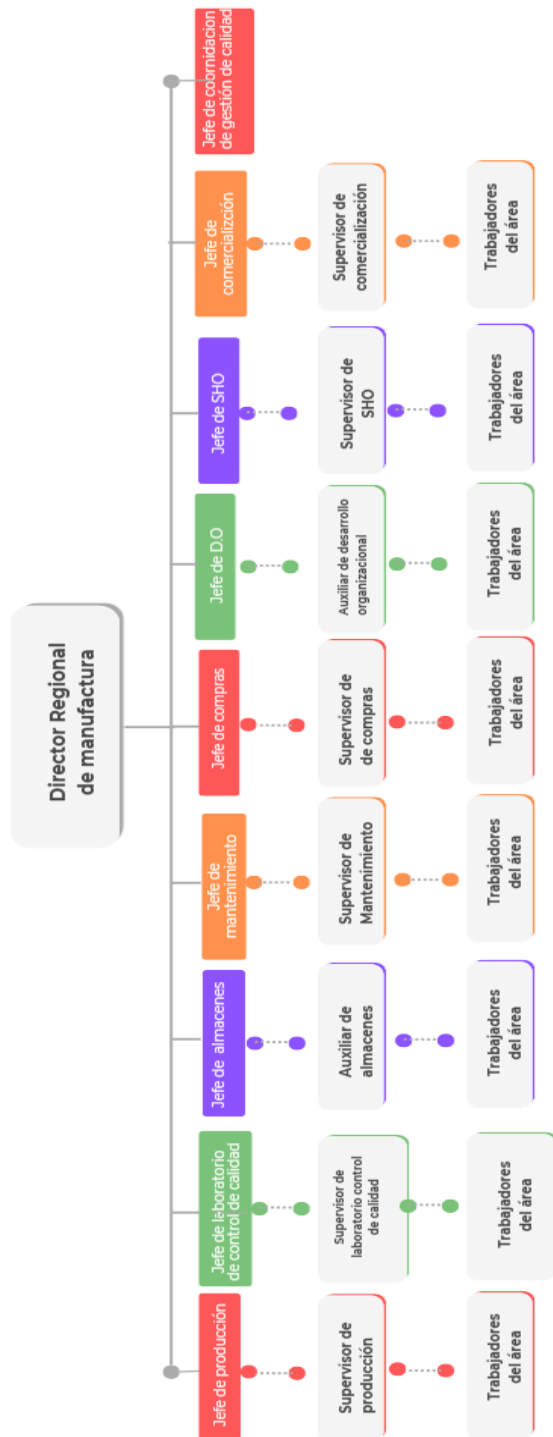 Director Regional
de manufactura
Jefe de producción
Jefe de laboratorio
de control de calidad
Jefe de almacenes
Jefe de
mantenimiento
Jefe de compras
Jefe de D.O
Jefe de SHO
Jefe de
comercializción
Jefe de cobrnidacion
de gestión de calidad
Supervisor de
producción
Supervisor de
laboratorio control
de calidad
Auxiliar de
almacenes
Supervisor de
Mantenimiento
Supervisor de
compras
Auxiliar de desarrollo
organizacional
Supervisor de
SHO
Supervisor de
comercialización
Trabajadores
del área
Trabajadores
del área
Trabajadores
del área
Trabajadores
del área
Trabajadores
del área
Trabajadores
del área
Trabajadores
del área
Trabajadores
del área